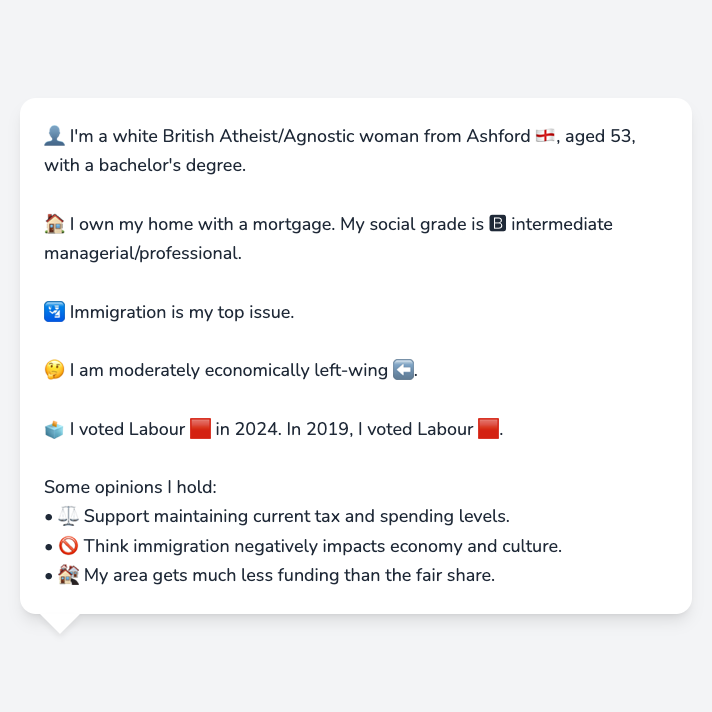 👤 I'm a white British Atheist/Agnostic woman from Ashford 🏴󠁧󠁢󠁥󠁮󠁧󠁿, aged 53,
with a bachelor's degree.
🏠 I own my home with a mortgage. My social grade is 🅱 intermediate
managerial/professional.
🛂 Immigration is my top issue.
🤔 I am moderately economically left-wing ⬅️.
🗳️ I voted Labour 🟥 in 2024. In 2019, I voted Labour 🟥.
Some opinions I hold:
• ⚖️ Support maintaining current tax and spending levels.
• 🚫 Think immigration negatively impacts economy and culture.
• 🏘️ My area gets much less funding than the fair share.